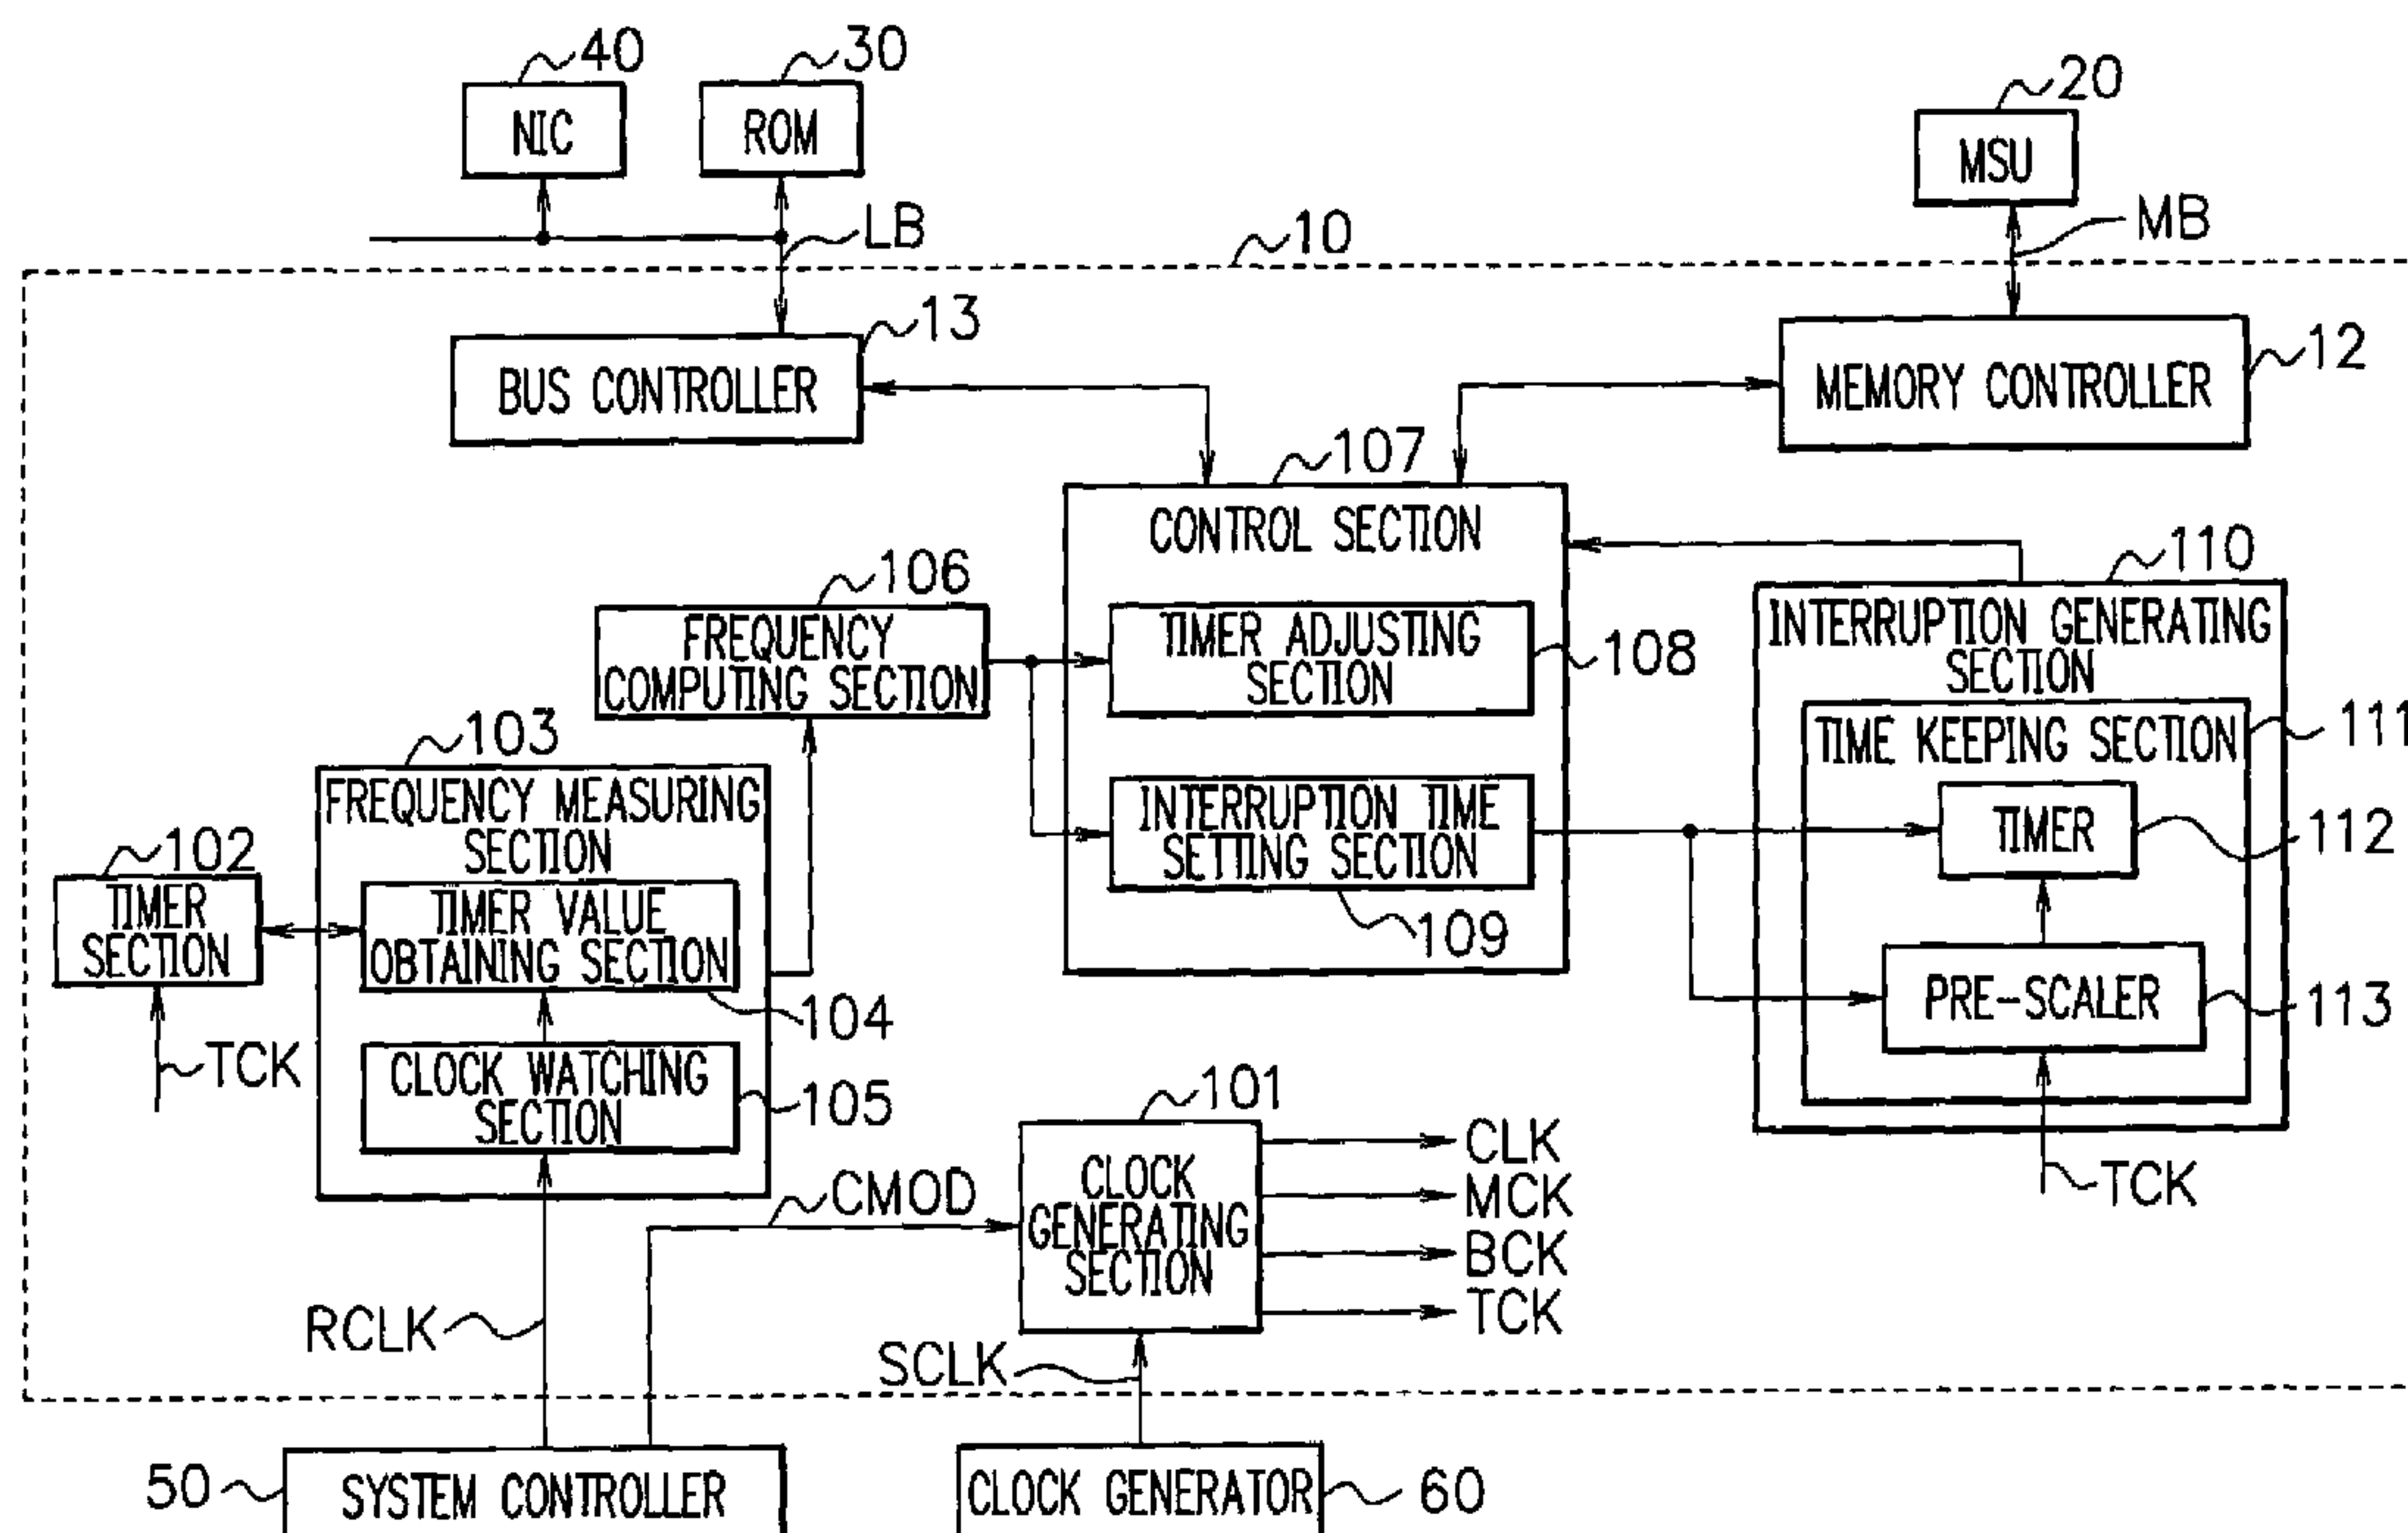 40
30
20
NIC
ROM
MSU
LB
MB
10
13
12
BUS CONTROLLER
MEMORY CONTROLLER
107
CONTROL SECTION
106
110
FREQUENCY
COMPUTING SECTION
TIMER ADJUSTING
SECTION
108
INTERRUPTION GENERATING
SECTION
103
111
TIME KEEPING SECTION
FREQUENCY MEASURING
SECTION
INTERRUPTION TIME
SETTING SECTION
TIMER
112
102
109
TIMER
SECTION
TIMER VALUE
OBTAINING SECTION
104
PRE-SCALER
113
TCK
CLOCK WATCHING
SECTION
105
101
CLOCK
GENERATING
SECTION
CLK
MCK
BCK
TCK
TCK
CMOD
RCLK
SCLK
50
SYSTEM CONTROLLER
CLOCK GENERATOR
60